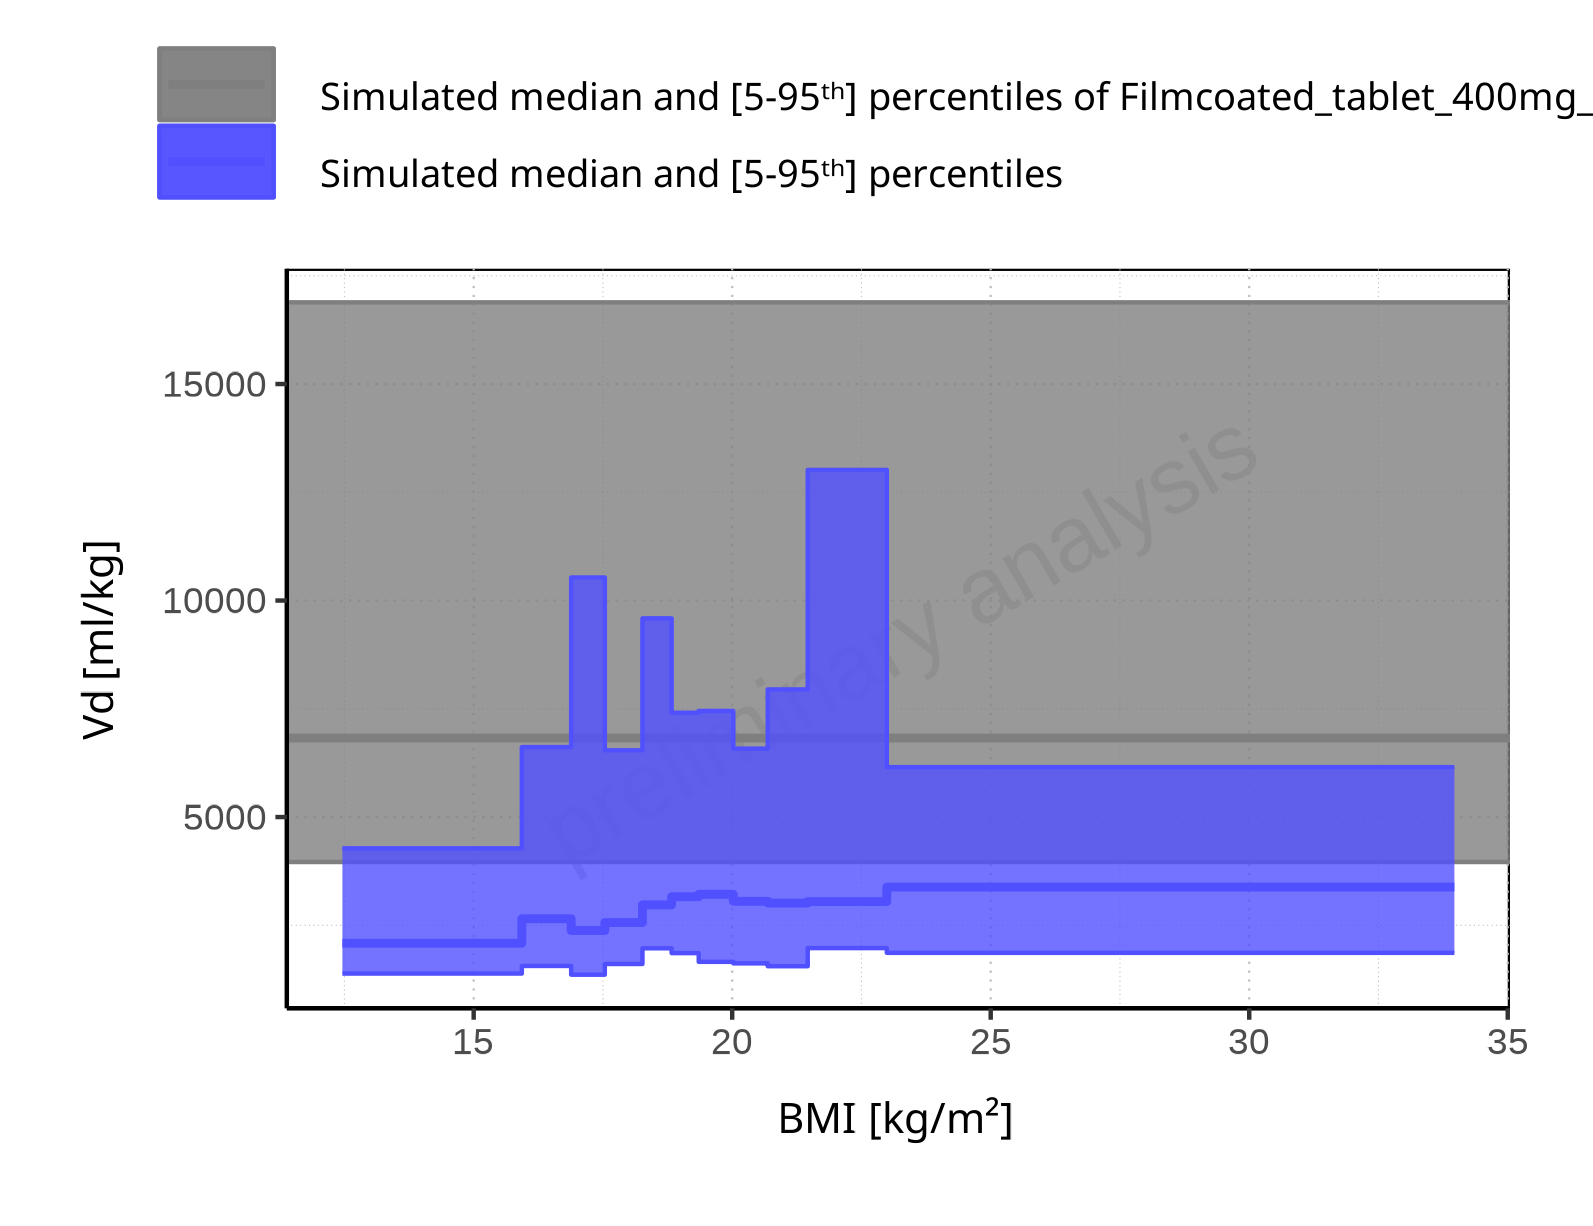 Simulated median and [5-95ᵗʰ] percentiles of Filmcoated_tablet_400mg_
Simulated median and [5-95ᵗʰ] percentiles
15000
10000
5000
Vd [ml/kg]
preliminary analysis
15 20 25 30 35
BMI [kg/m²]